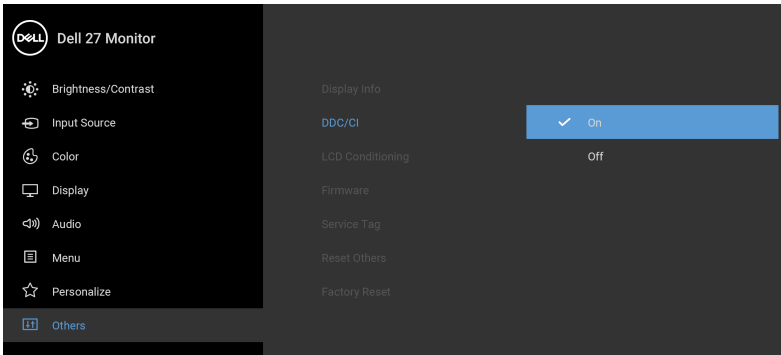 DELL Dell 27 Monitor
Brightness/Contrast
Input Source
Color
Display
Audio
Menu
Personalize
Others
Display Info
DDC/CI
LCD Conditioning
Firmware
Service Tag
Reset Others
Factory Reset
On
Off